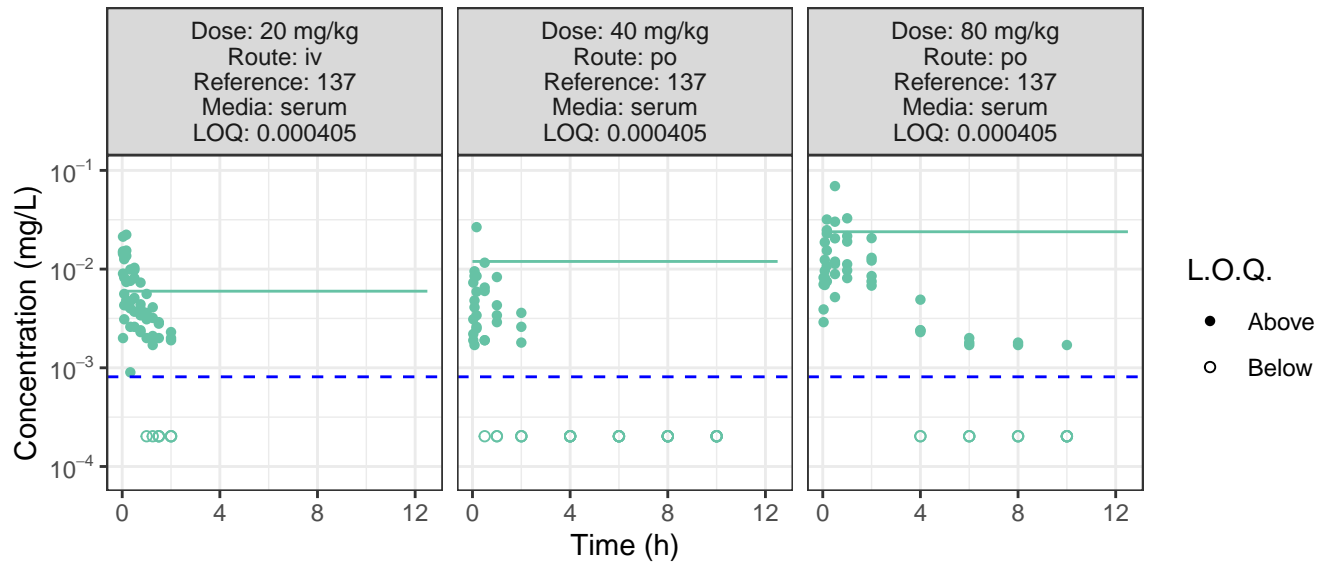 Dose: 20 mg/kg
Route: iv
Reference: 137
Media: serum
LOQ: 0.000405
Dose: 40 mg/kg
Route: po
Reference: 137
Media: serum
LOQ: 0.000405
Dose: 80 mg/kg
Route: po
Reference: 137
Media: serum
LOQ: 0.000405
Concentration (mg/L)
10⁻¹
10⁻²
10⁻³
10⁻⁴
0 4 8 12
0 4 8 12
0 4 8 12
Time (h)
L.O.Q.
Above
Below